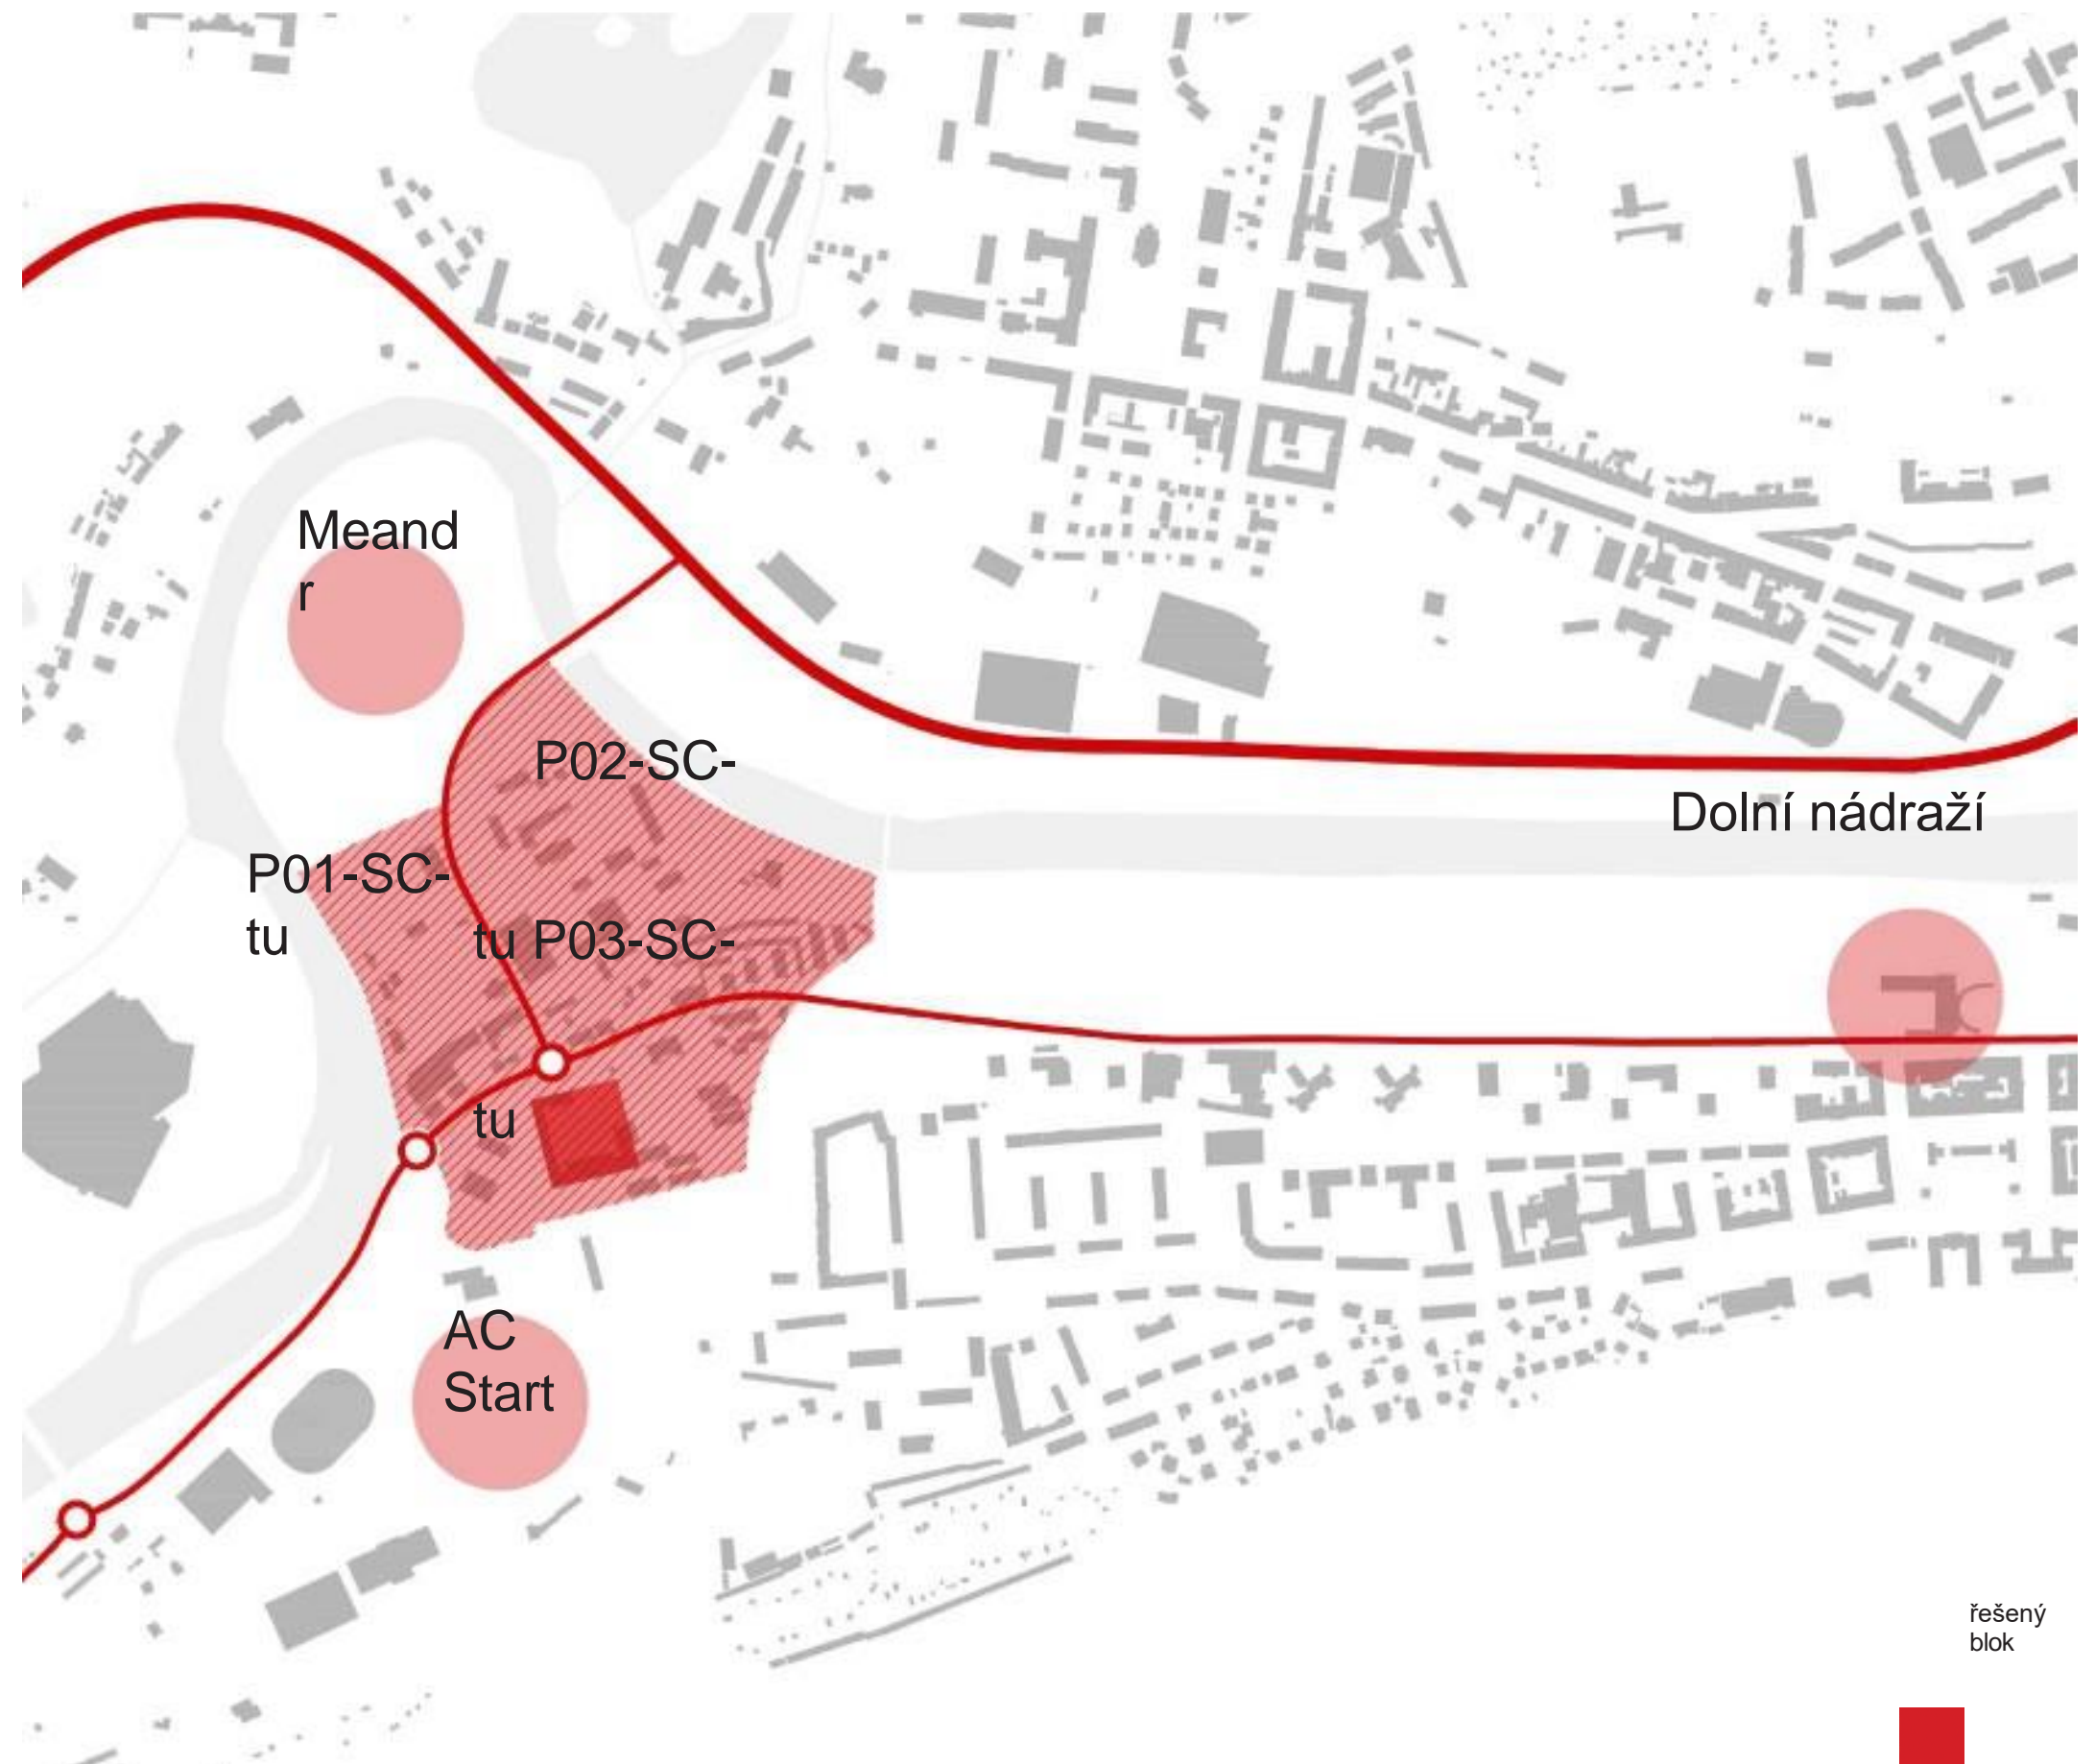 Meand
r
P02-SC-
Dolní nádraží
P01-SC-
tu
tu P03-SC-
tu
AC
Start
řešený
blok